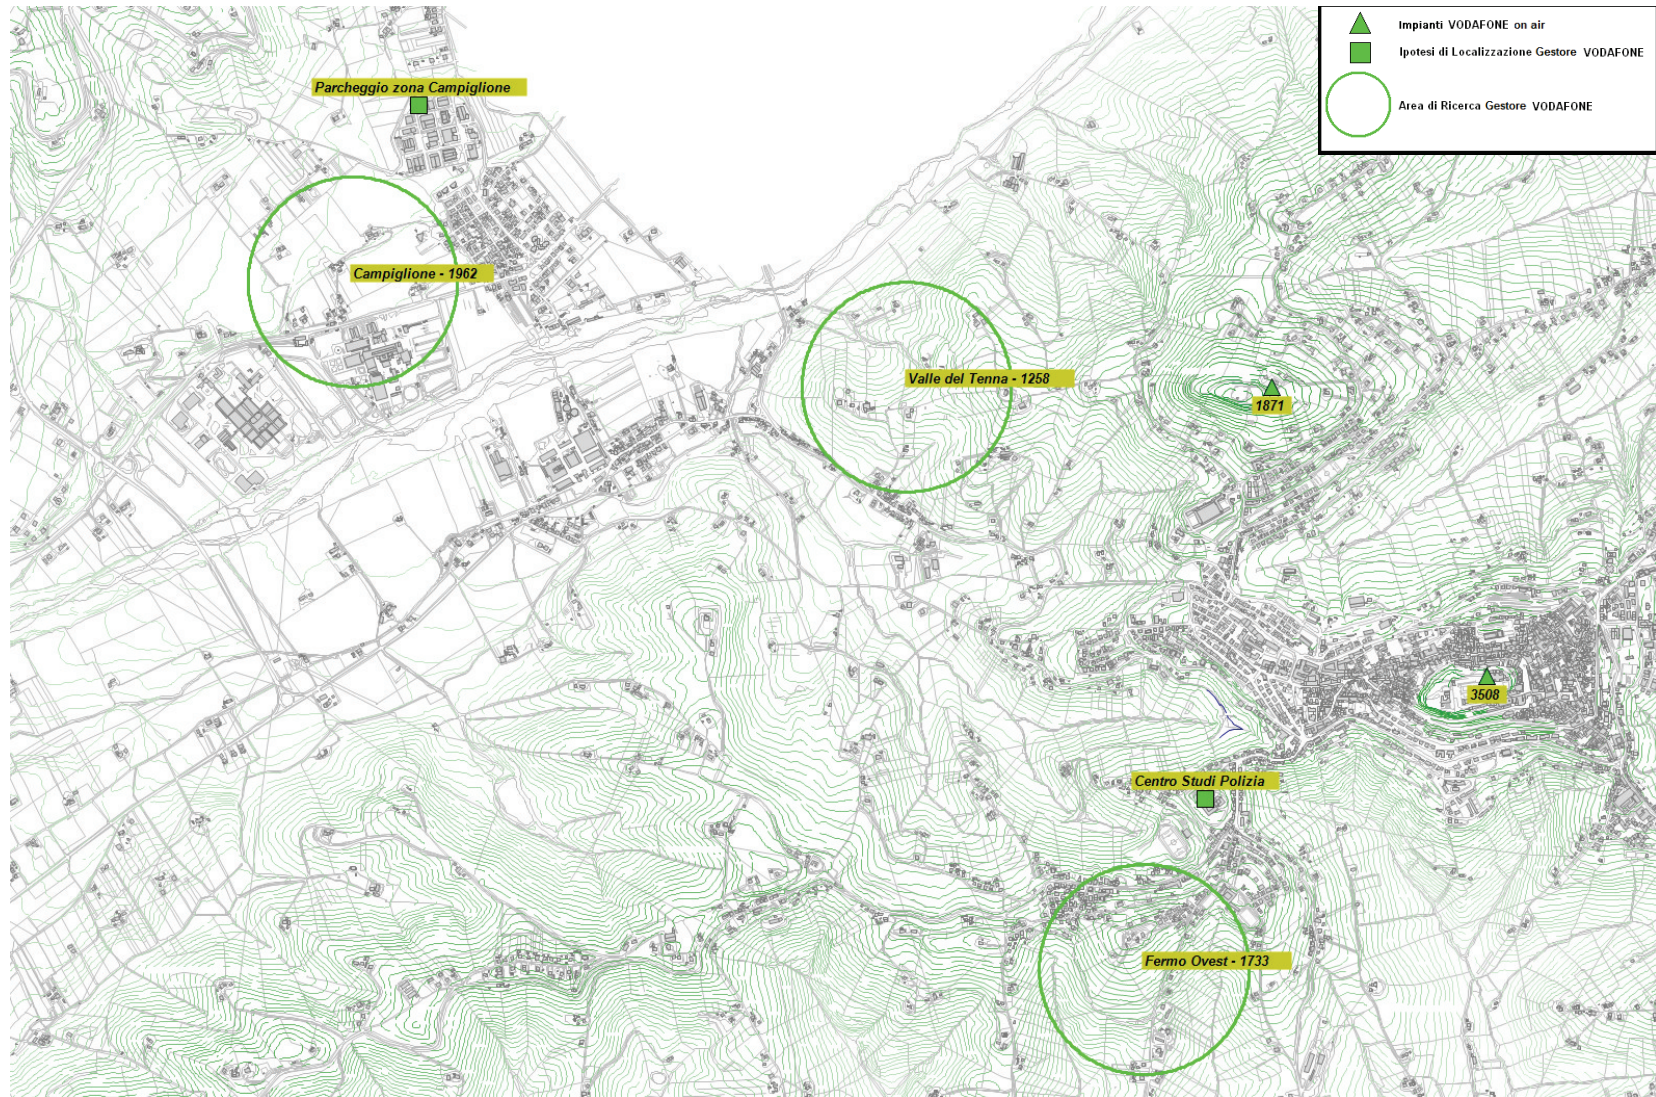 Impianti VODAFONE on air
Ipotesi di Localizzazione Gestore VODAFONE
Area di Ricerca Gestore VODAFONE
Parcheggio zona Campiglione
Campiglione - 1962
Valle del Tenna - 1258
1871
3508
Centro Studi Polizia
Fermo Ovest - 1733